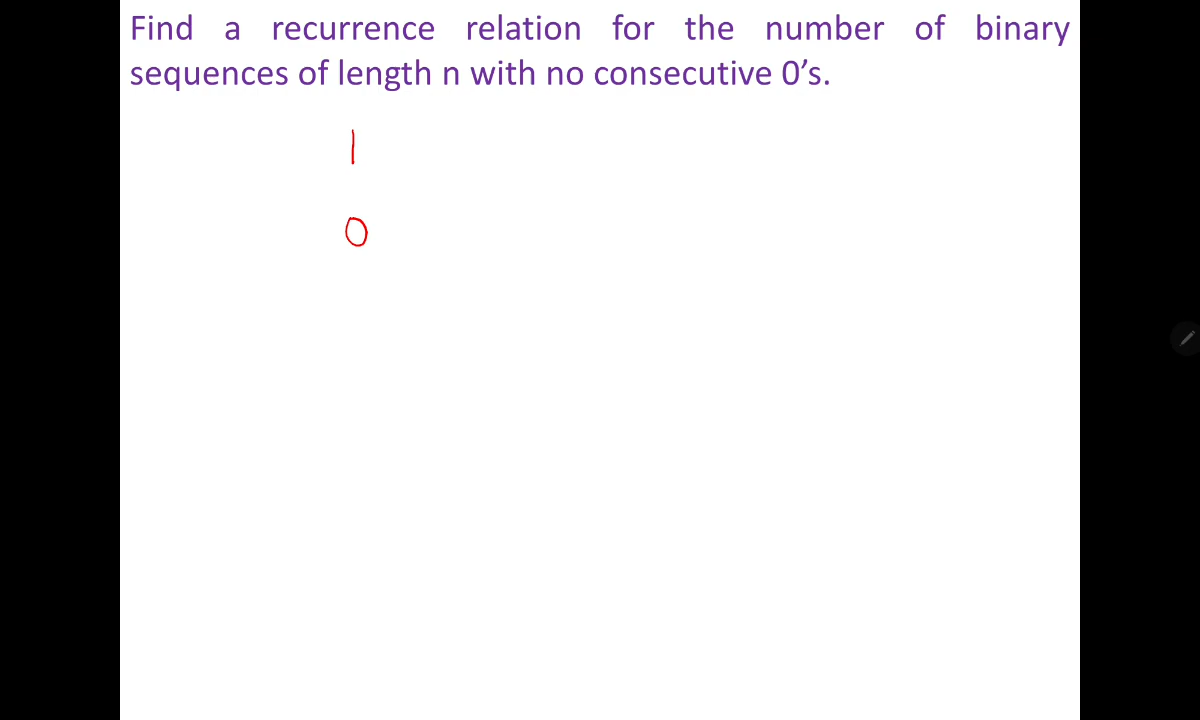 Find a recurrence relation for the number of binary
sequences of length n with no consecutive 0’s.
1
0